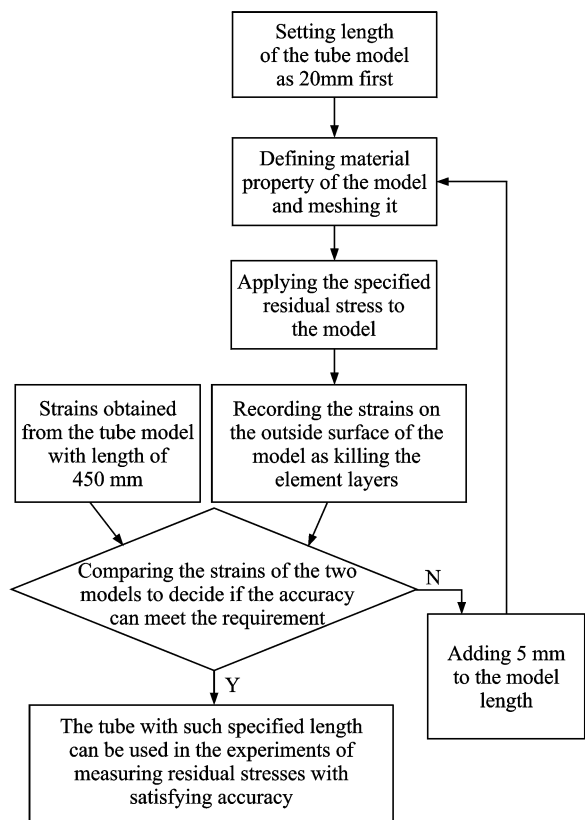 Setting length
of the tube model
as 20mm first
Defining material
property of the model
and meshing it
Applying the specified
residual stress to
the model
Strains obtained
from the tube model
with length of
450 mm
Recording the strains on
the outside surface of the
model as killing the
element layers
Comparing the strains of the two
models to decide if the accuracy
can meet the requirement
N
Adding 5 mm
to the model
length
Y
The tube with such specified length
can be used in the experiments of
measuring residual stresses with
satisfying accuracy